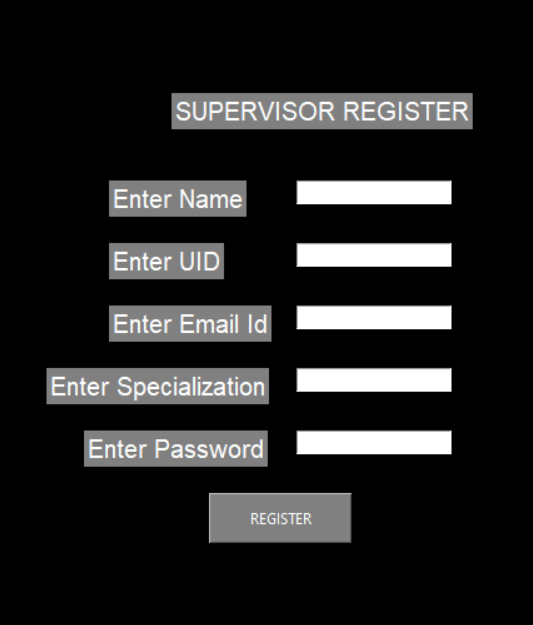 SUPERVISOR REGISTER
Enter Name
Enter UID
Enter Email Id
Enter Specialization
Enter Password
REGISTER